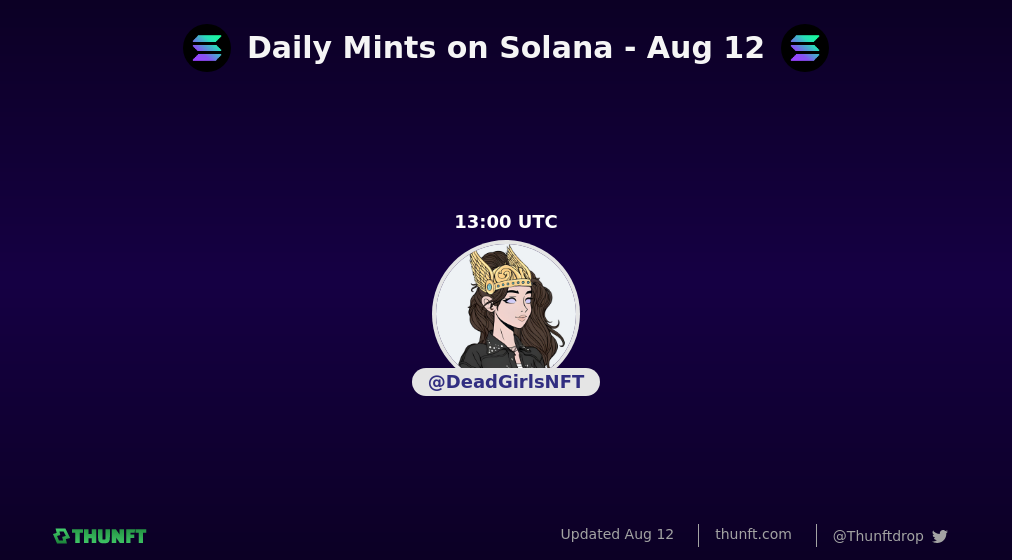 Daily Mints on Solana - Aug 12
13:00 UTC
@DeadGirlsNFT
THUNFT
Updated Aug 12
thunft.com
@Thunftdrop